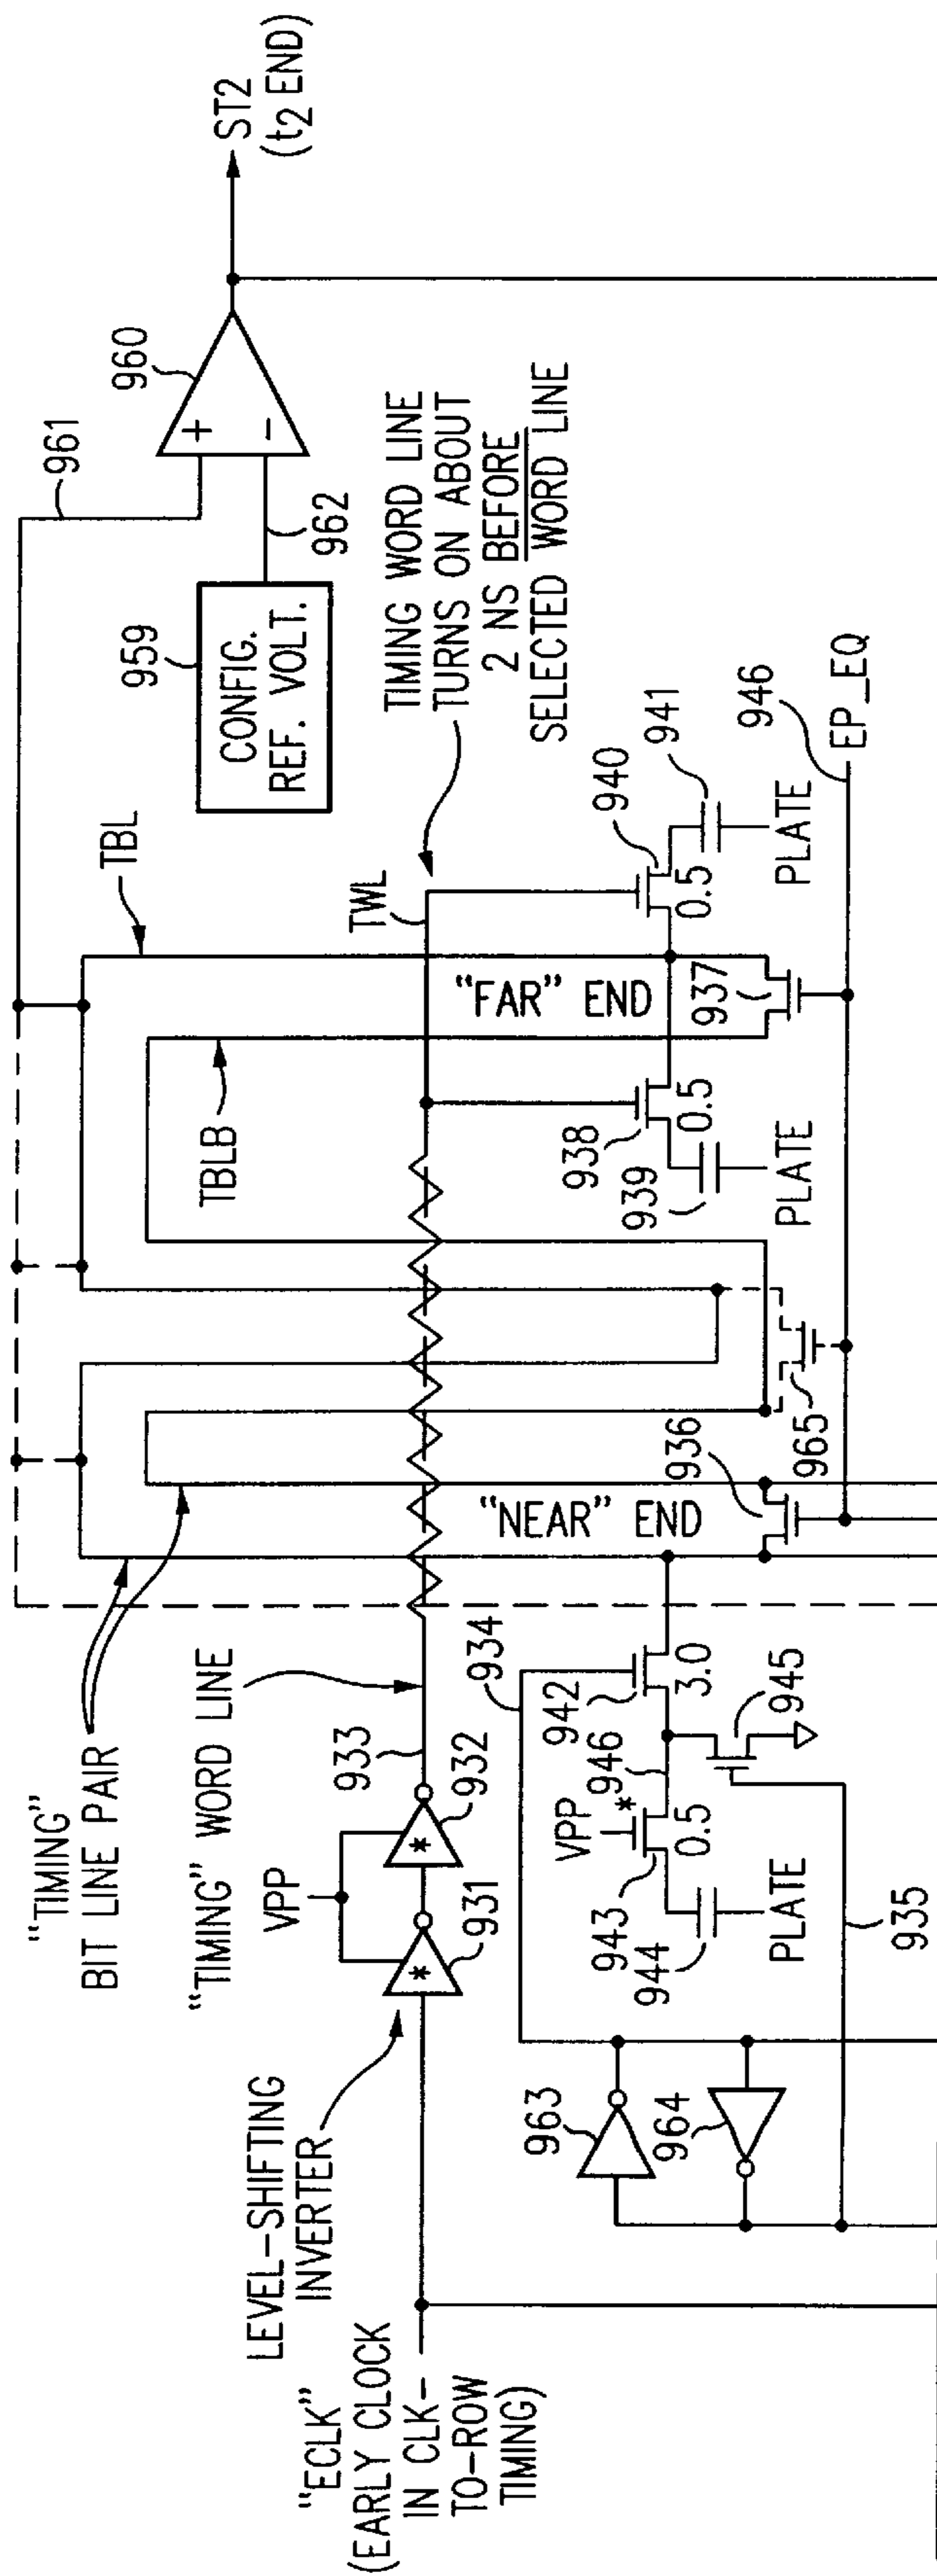 "TIMING"
BIT LINE PAIR
"TIMING" WORD LINE
LEVEL-SHIFTING
INVERTER
"ECLK"
(EARLY CLOCK
IN CLK-
TO-ROW
TIMING)
VPP
*
*
931
932
933
934
963
964
935
VPP
*
942
946
943
944
0.5
3.0
945
PLATE
"NEAR" END
936
965
TBLB
TBL
"FAR" END
937
TWL
938
0.5
939
PLATE
940
0.5
941
PLATE
946
EP_EQ
TIMING WORD LINE
TURNS ON ABOUT
2 NS BEFORE
SELECTED WORD LINE
959
CONFIG.
REF. VOLT.
961
962
960
+
-
ST2
(t2 END)